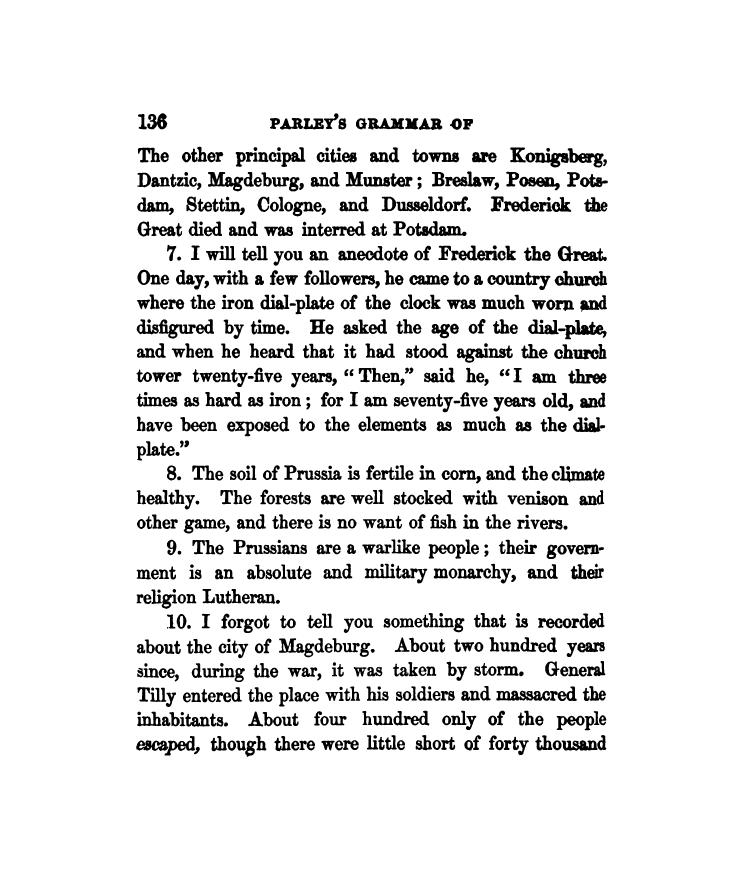 136 PARLEY'S GRAMMAR OF
The other principal cities and towns are Konigsberg,
Dantzic, Magdeburg, and Munster; Breslaw, Posen, Pots-
dam, Stettin, Cologne, and Dusseldorf. Frederick the
Great died and was interred at Potsdam.
7. I will tell you an anecdote of Frederick the Great.
One day, with a few followers, he came to a country church
where the iron dial-plate of the clock was much worn and
disfigured by time. He asked the age of the dial-plate,
and when he heard that it had stood against the church
tower twenty-five years, "Then," said he, "I am three
times as hard as iron; for I am seventy-five years old, and
have been exposed to the elements as much as the dial-
plate."
8. The soil of Prussia is fertile in corn, and the climate
healthy. The forests are well stocked with venison and
other game, and there is no want of fish in the rivers.
9. The Prussians are a warlike people; their govern-
ment is an absolute and military monarchy, and their
religion Lutheran.
10. I forgot to tell you something that is recorded
about the city of Magdeburg. About two hundred years
since, during the war, it was taken by storm. General
Tilly entered the place with his soldiers and massacred the
inhabitants. About four hundred only of the people
escaped, though there were little short of forty thousand